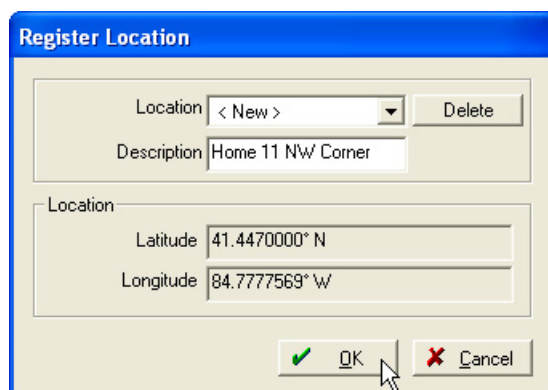 Register Location
Location < New > Delete
Description Home 11 NW Corner
Location
Latitude 41.4470000° N
Longitude 84.7777569° W
OK Cancel